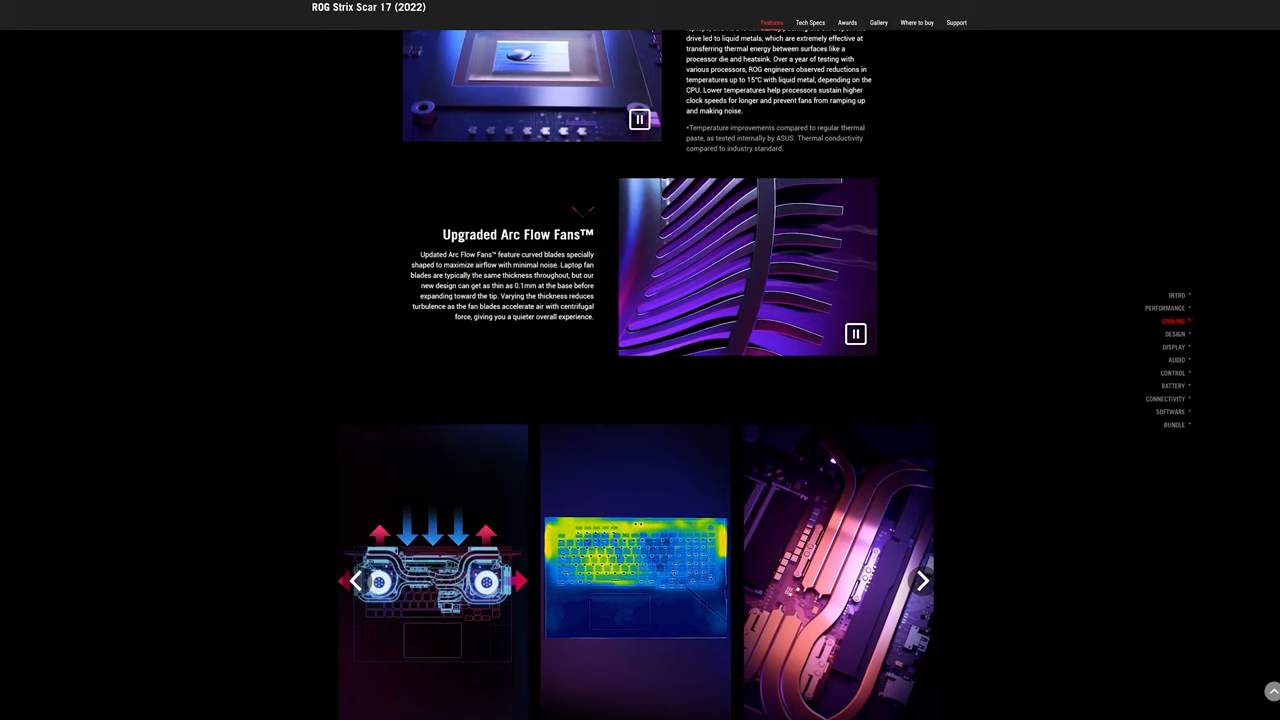 ROG Strix Scar 17 (2022)
Features
Tech Specs
Awards
Gallery
Where to buy
Support
drive led to liquid metals, which are extremely effective at
transferring thermal energy between surfaces like a
processor die and heatsink. Over a year of testing with
various processors, ROG engineers observed reductions in
temperatures up to 15°C with liquid metal, depending on the
CPU. Lower temperatures help processors sustain higher
clock speeds for longer and prevent fans from ramping up
and making noise.
*Temperature improvements compared to regular thermal
paste, as tested internally by ASUS. Thermal conductivity
compared to industry standard.
Upgraded Arc Flow Fans™
Updated Arc Flow Fans™ feature curved blades specially
shaped to maximize airflow with minimal noise. Laptop fan
blades are typically the same thickness throughout, but our
new design can get as thin as 0.1mm at the base before
expanding toward the tip. Varying the thickness reduces
turbulence as the fan blades accelerate air with centrifugal
force, giving you a quieter overall experience.
INTRO
PERFORMANCE
COOLING
DESIGN
DISPLAY
AUDIO
CONTROL
BATTERY
CONNECTIVITY
SOFTWARE
BUNDLE